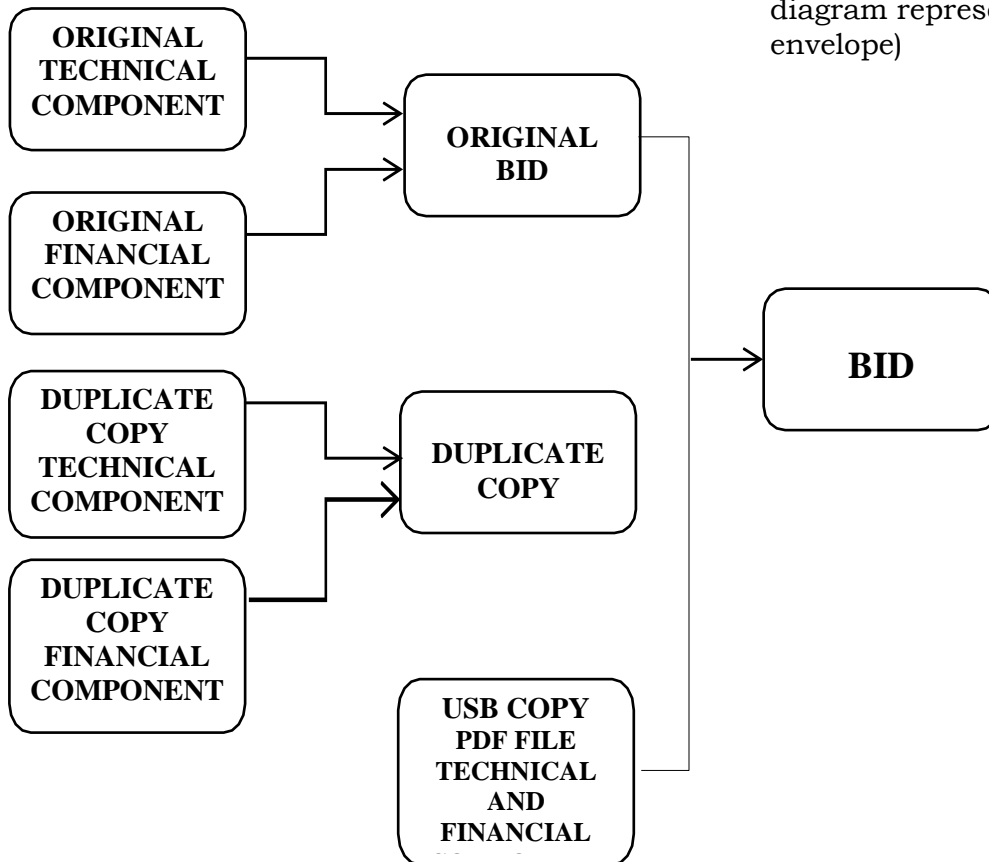 diagram
envelope)
ORIGINAL
TECHNICAL
COMPONENT
ORIGINAL
BID
ORIGINAL
FINANCIAL
COMPONENT
BID
DUPLICATE
COPY
TECHNICAL
COMPONENT
DUPLICATE
COPY
DUPLICATE
COPY
FINANCIAL
COMPONENT
USB COPY
PDF FILE
TECHNICAL
AND
FINANCIAL